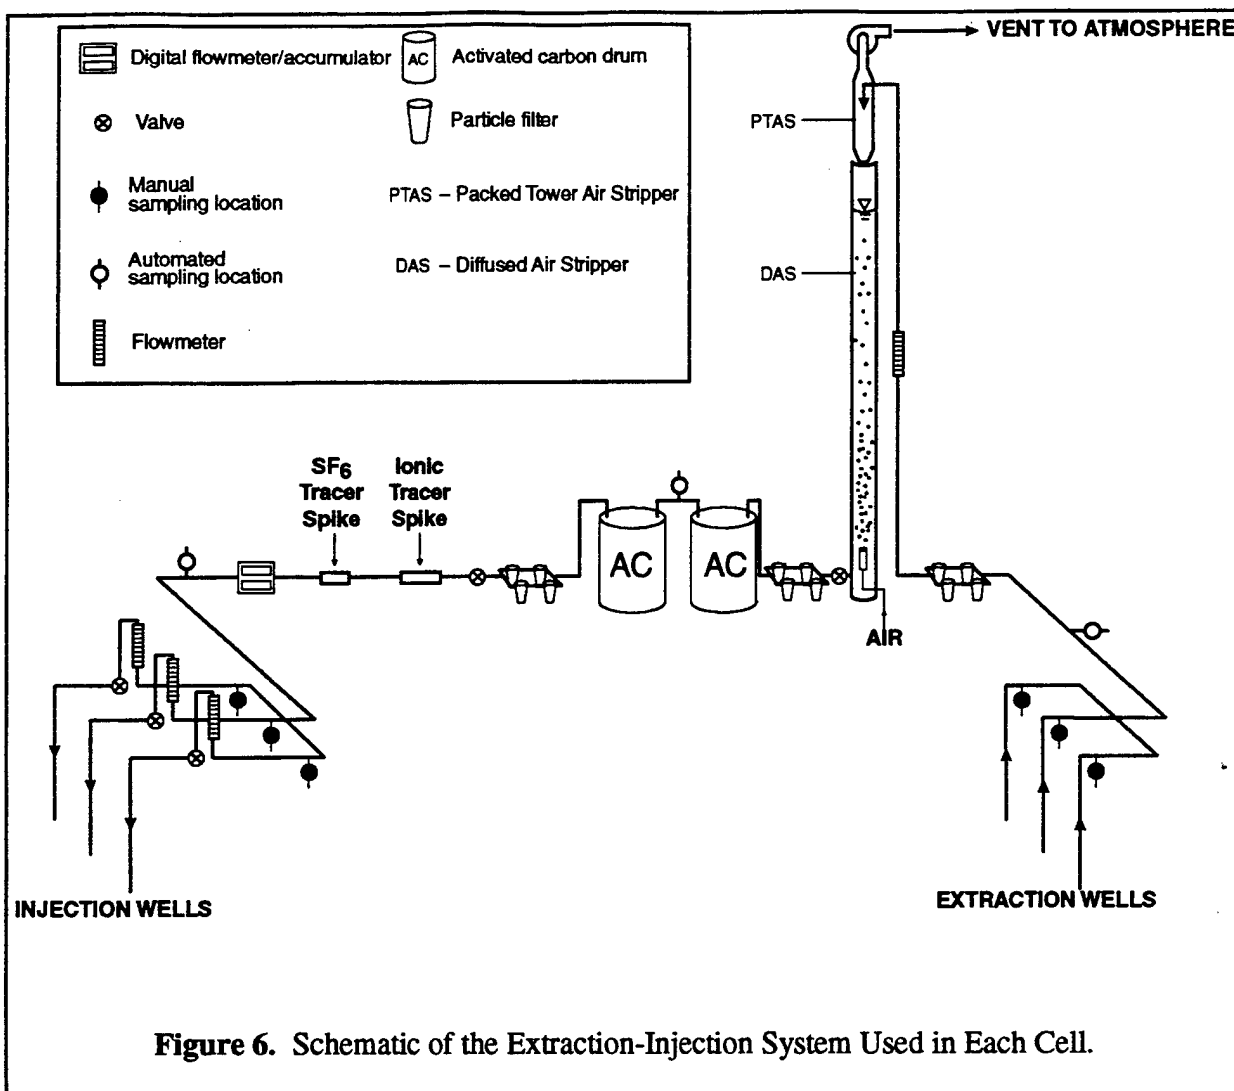 Digital flowmeter/accumulator
AC
Activated carbon drum
Valve
Particle filter
Manual
sampling location
PTAS – Packed Tower Air Stripper
Automated
sampling location
DAS – Diffused Air Stripper
Flowmeter
VENT TO ATMOSPHERE
PTAS
DAS
SF6
Tracer
Spike
Ionic
Tracer
Spike
AC
AC
AIR
INJECTION WELLS
EXTRACTION WELLS
Figure 6. Schematic of the Extraction-Injection System Used in Each Cell.